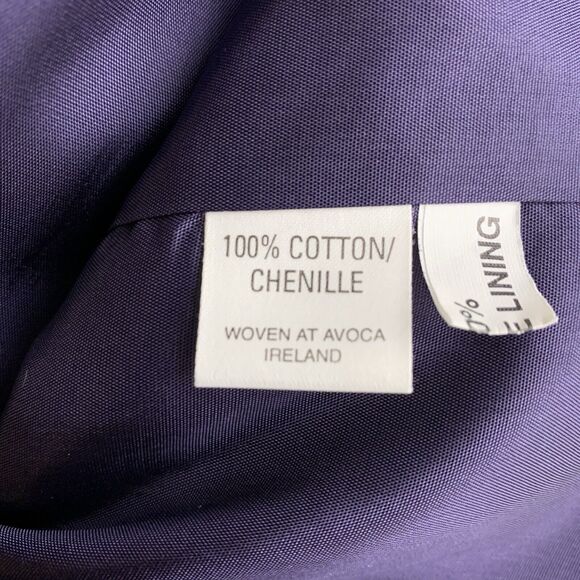 100% COTTON/
CHENILLE
WOVEN AT AVOCA
IRELAND
LINING